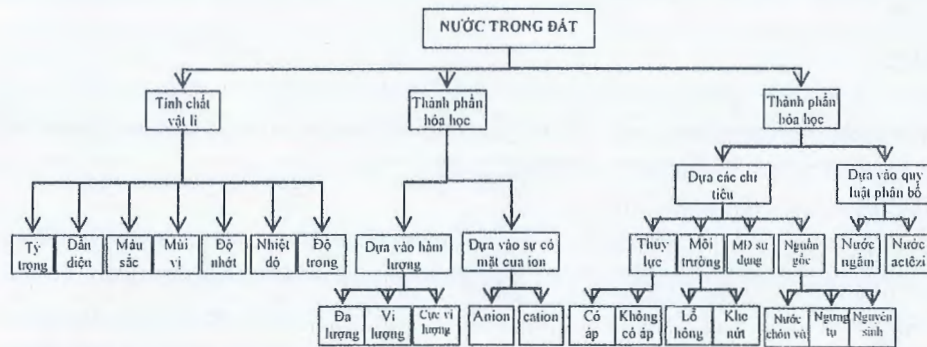 NƯỚC TRONG ĐẤT
Tính chất
vật lí
Thành phần
hóa học
Thành phần
hóa học
Dựa các chỉ
tiêu
Dựa vào quy
luật phân bố
Tỷ
trọng
Dẫn
điện
Màu
sắc
Mùi
vị
Độ
nhớt
Nhiệt
độ
Độ
trong
Dựa vào hàm
lượng
Dựa vào sự có
mặt của ion
Thuỷ
lực
Môi
trường
MĐ sử
dụng
Nguồn
gốc
Nước
ngầm
Nước
actêzi
Đa
lượng
Vi
lượng
Cực vi
lượng
Anion
cation
Có
áp
Không
có áp
Lỗ
hổng
Khe
nứt
Nước
chôn vùi
Ngưng
tụ
Nguyên
sinh